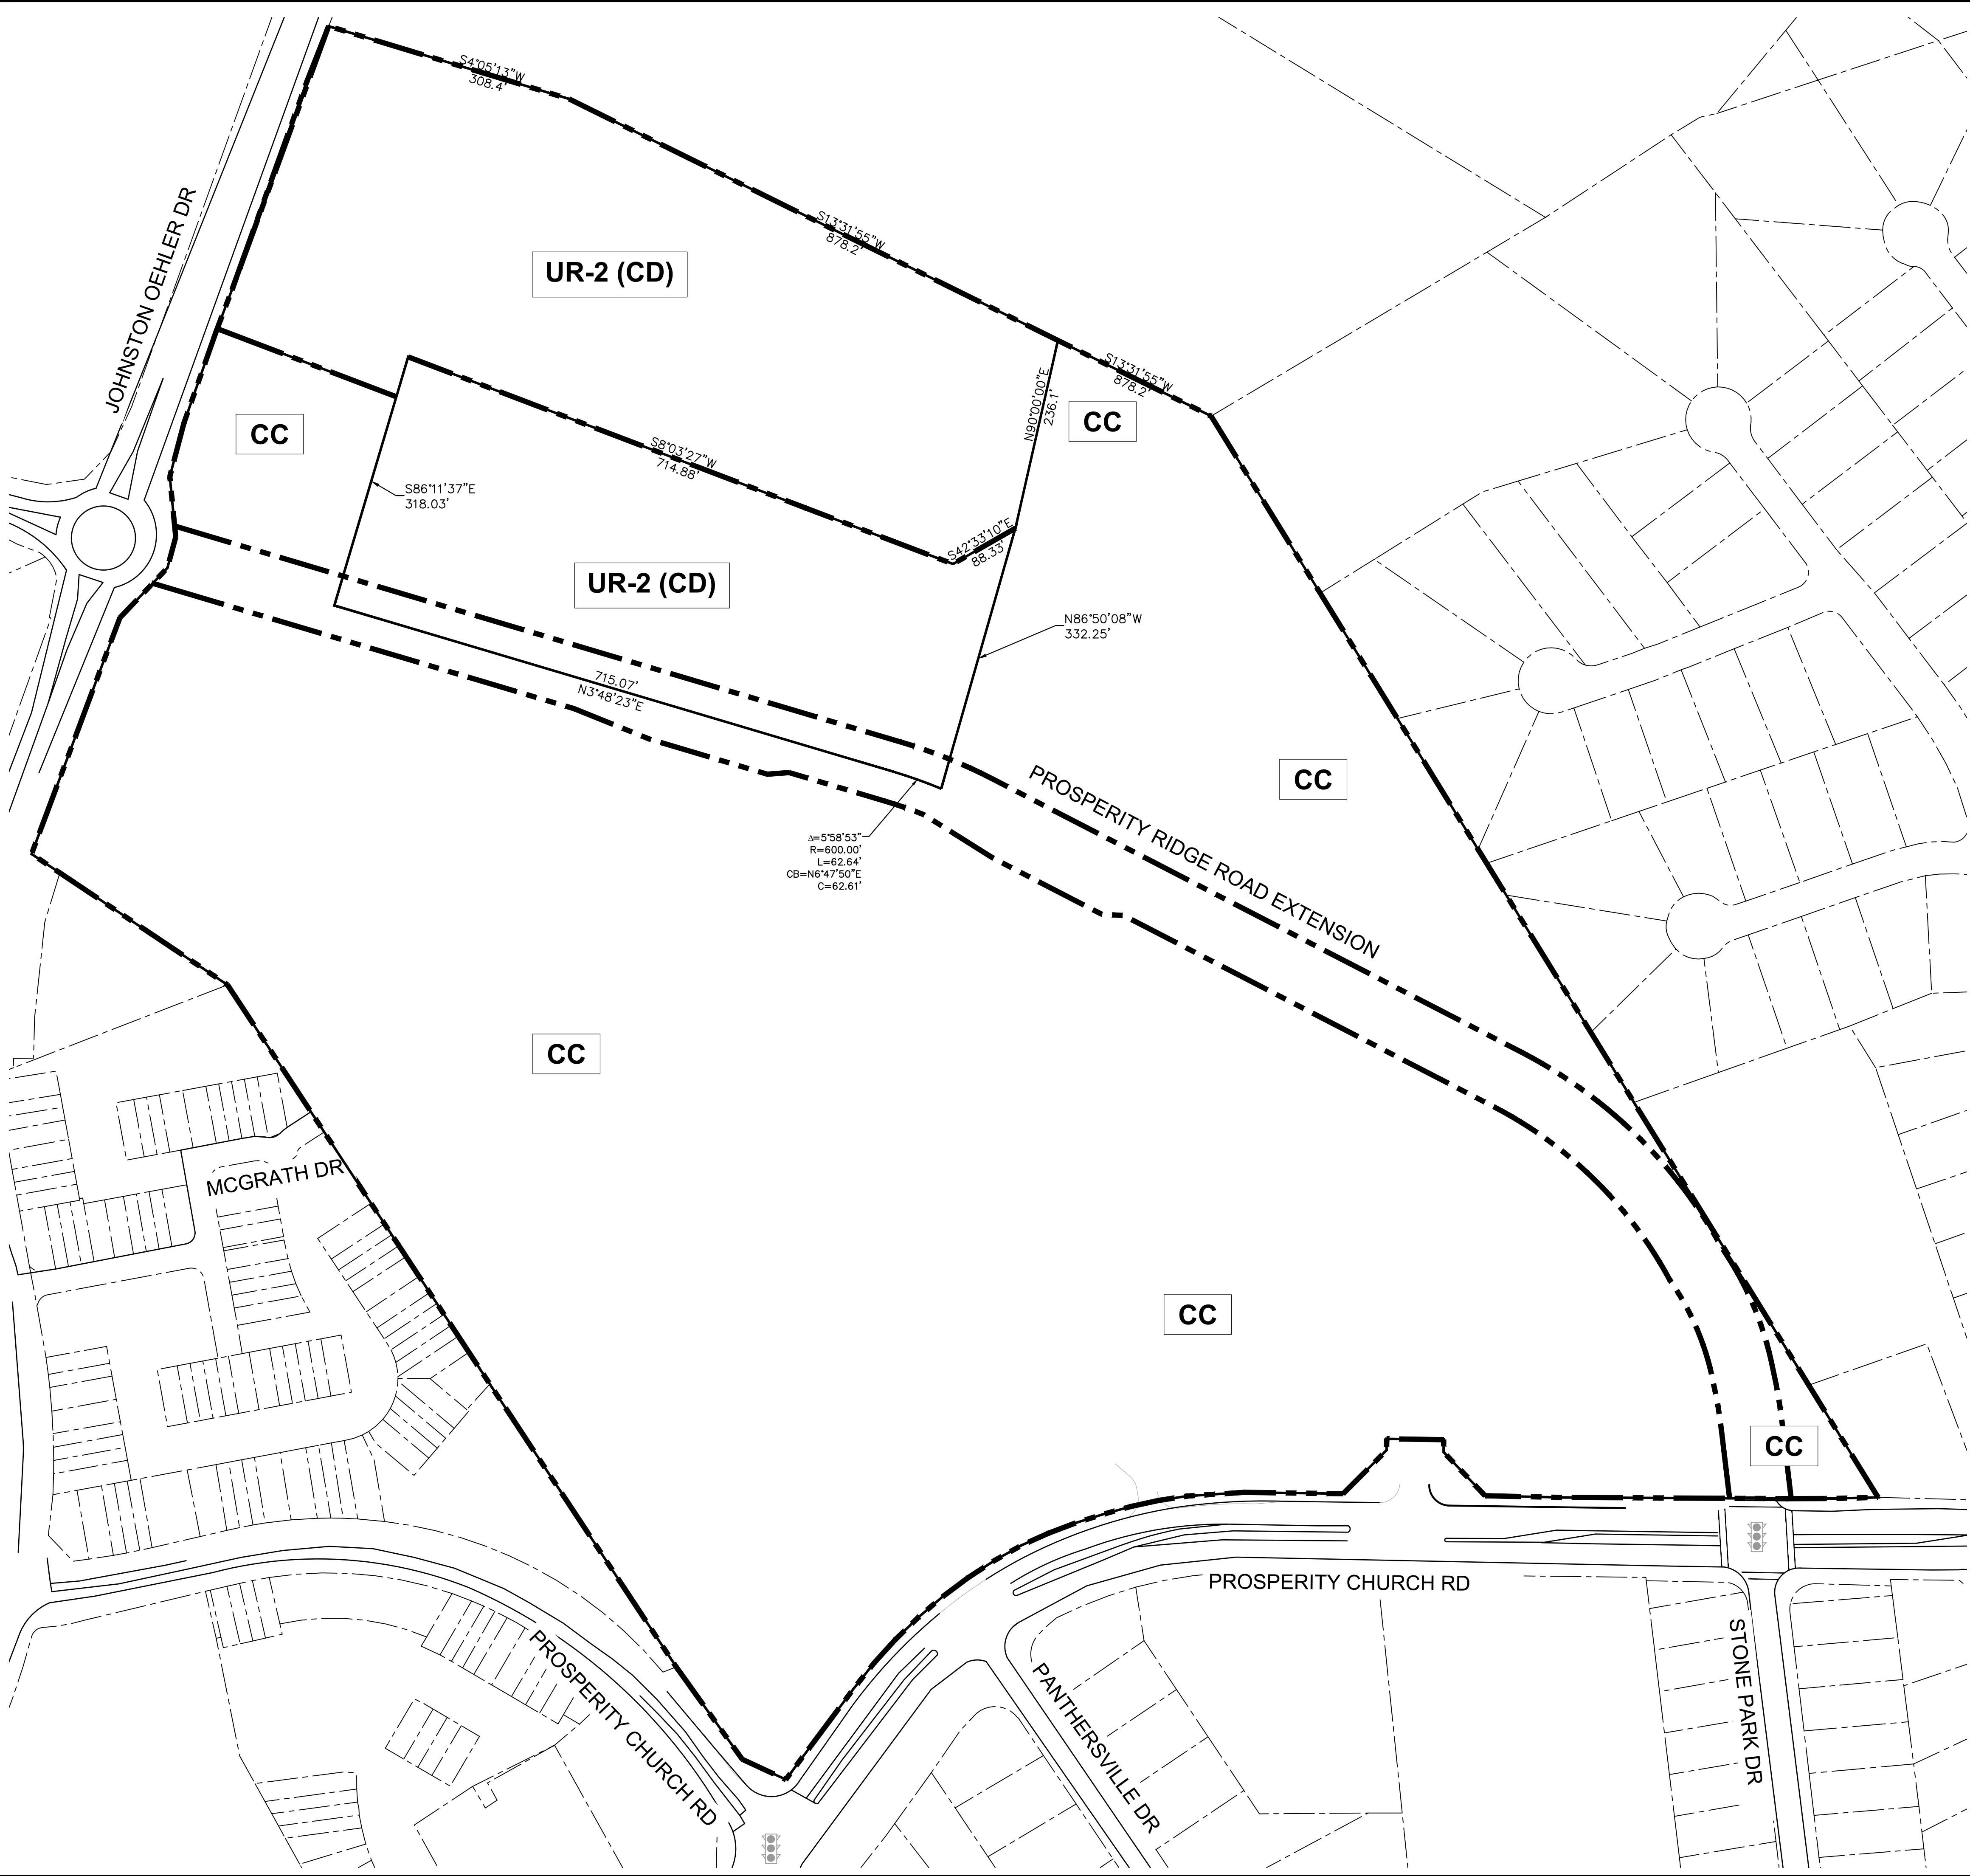 S4°05'13"W
308.4'
JOHNSTON OEHLER DR
S13°31'55"W
878.2'
UR-2 (CD)
S13°31'55"W
878.2'
N90°00'00"E
236.1'
CC
CC
S8°03'27"W
714.88'
S86°11'37"E
318.03'
S42°33'10"E
88.33'
UR-2 (CD)
N86°50'08"W
332.25'
715.07'
N3°48'23"E
CC
PROSPERITY RIDGE ROAD EXTENSION
Δ=5°58'53"
R=600.00'
L=62.64'
CB=N6°47'50"E
C=62.61'
CC
MCGRATH DR
CC
CC
PROSPERITY CHURCH RD
PROSPERITY CHURCH RD
PANTHERSVILLE DR
STONE PARK DR